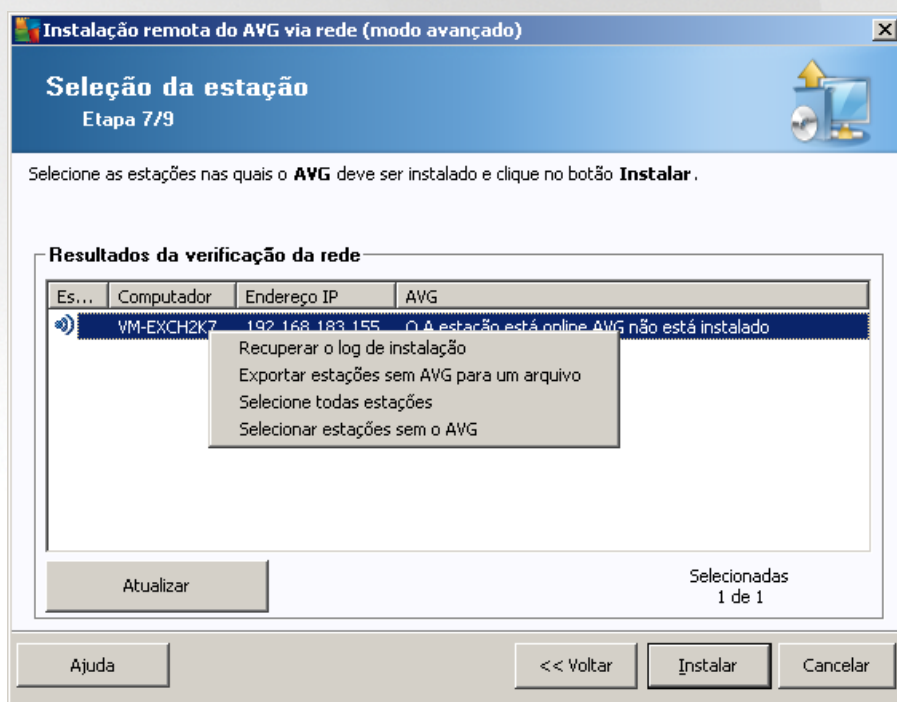 Instalação remota do AVG via rede (modo avançado)
Seleção da estação
Etapa 7/9
Selecione as estações nas quais o AVG deve ser instalado e clique no botão Instalar.
Resultados da verificação da rede
Es... Computador Endereço IP AVG
VM-EXCH2K7 192.168.183.155 O A estação está online AVG não está instalado
Recuperar o log de instalação
Exportar estações sem AVG para um arquivo
Selecione todas estações
Selecionar estações sem o AVG
Atualizar
Selecionadas
1 de 1
Ajuda << Voltar Instalar Cancelar